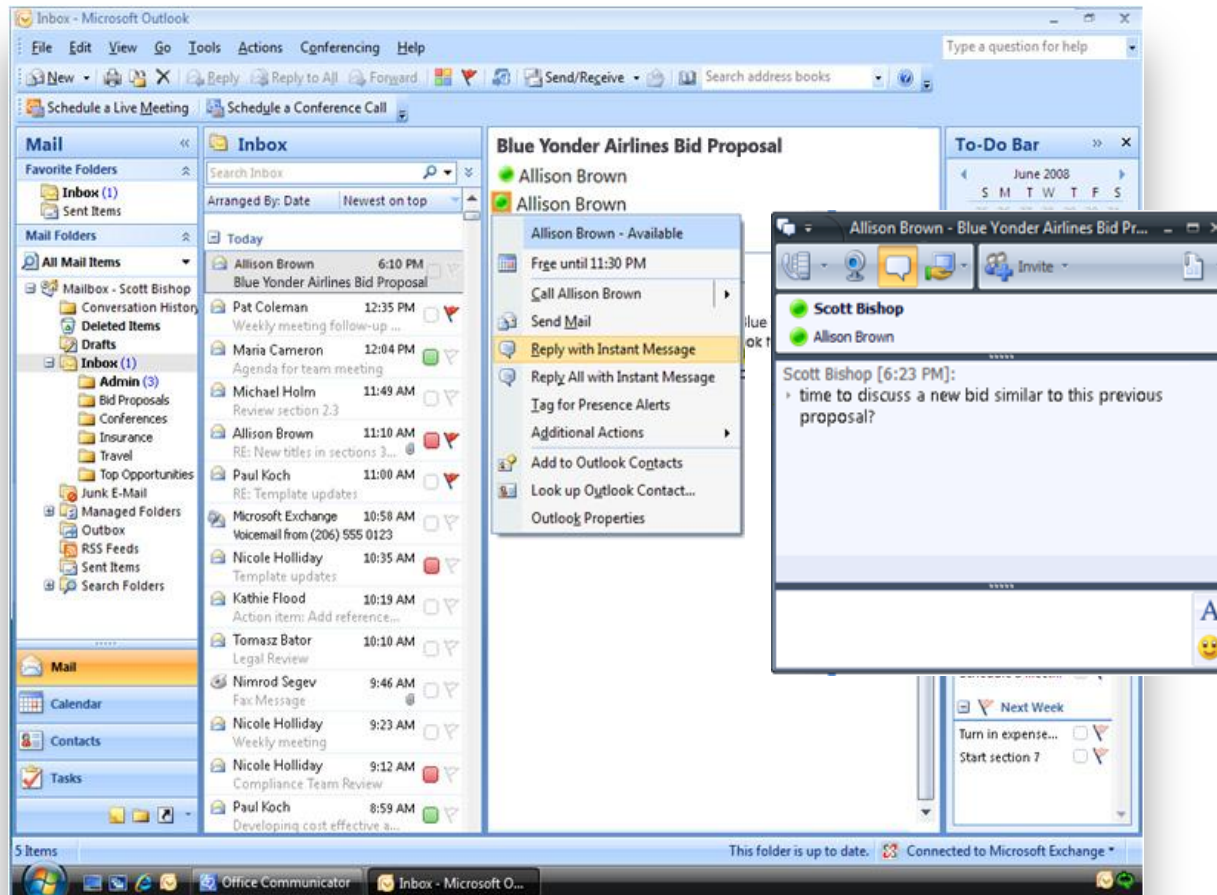 Inbox - Microsoft Outlook
File Edit View Go Tools Actions Conferencing Help
Type a question for help
New Reply Reply to All Forward Send/Receive Search address books
Schedule a Live Meeting Schedule a Conference Call
Mail
Favorite Folders
Inbox (1)
Sent Items
Mail Folders
All Mail Items
Mailbox - Scott Bishop
Conversation History
Deleted Items
Drafts
Inbox (1)
Admin (3)
Bid Proposals
Conferences
Insurance
Travel
Top Opportunities
Junk E-Mail
Managed Folders
Outbox
RSS Feeds
Sent Items
Search Folders
Mail
Calendar
Contacts
Tasks
Inbox
Search Inbox
Arranged By: Date Newest on top
Today
Allison Brown 6:10 PM
Blue Yonder Airlines Bid Proposal
Pat Coleman 12:35 PM
Weekly meeting follow-up ...
Maria Cameron 12:04 PM
Agenda for team meeting
Michael Holm 11:49 AM
Review section 2.3
Allison Brown 11:10 AM
RE: New titles in sections 3...
Paul Koch 11:00 AM
RE: Template updates
Microsoft Exchange 10:58 AM
Voicemail from (206) 555 0123
Nicole Holliday 10:35 AM
Template updates
Kathie Flood 10:19 AM
Action item: Add reference...
Tomasz Bator 10:10 AM
Legal Review
Nimrod Segev 9:46 AM
Fax Message
Nicole Holliday 9:23 AM
Weekly meeting
Nicole Holliday 9:12 AM
Compliance Team Review
Paul Koch 8:59 AM
Developing cost effective a...
Blue Yonder Airlines Bid Proposal
Allison Brown
Allison Brown
Allison Brown - Available
Free until 11:30 PM
Call Allison Brown
Send Mail
Reply with Instant Message
Reply All with Instant Message
Tag for Presence Alerts
Additional Actions
Add to Outlook Contacts
Look up Outlook Contact...
Outlook Properties
To-Do Bar
June 2008
S M T W T F S
Allison Brown - Blue Yonder Airlines Bid Pr...
Invite
Scott Bishop
Allison Brown
Scott Bishop [6:23 PM]:
time to discuss a new bid similar to this previous
proposal?
A
Next Week
Turn in expense...
Start section 7
5 Items
This folder is up to date. Connected to Microsoft Exchange
Office Communicator Inbox - Microsoft O...